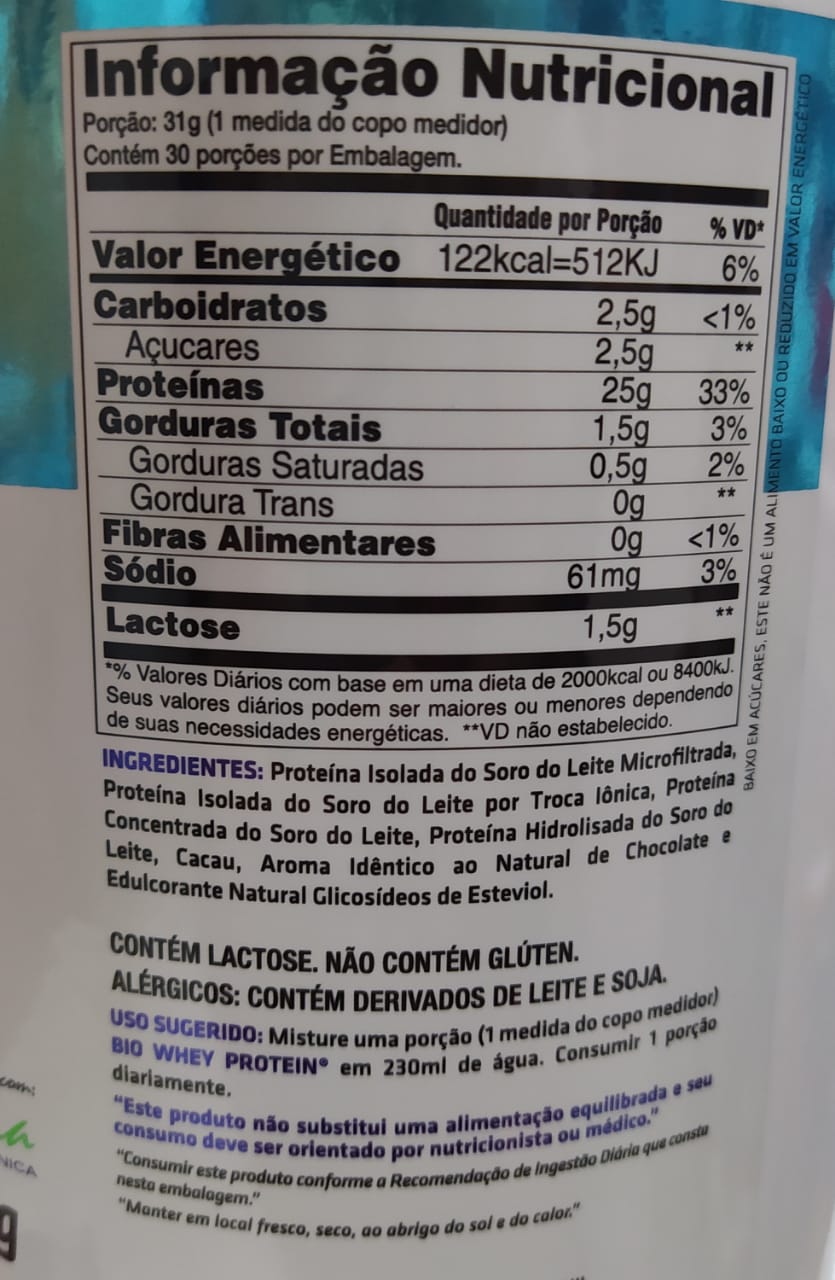 Informação Nutricional
Porção: 31g (1 medida do copo medidor)
Contém 30 porções por Embalagem.
Quantidade por Porção % VD*
Valor Energético 122kcal=512KJ 6%
Carboidratos 2,5g <1%
Açucares 2,5g **
Proteínas 25g 33%
Gorduras Totais 1,5g 3%
Gorduras Saturadas 0,5g 2%
Gordura Trans 0g **
Fibras Alimentares 0g <1%
Sódio 61mg 3%
Lactose 1,5g **
*% Valores Diários com base em uma dieta de 2000kcal ou 8400kJ.
Seus valores diários podem ser maiores ou menores dependendo
de suas necessidades energéticas. **VD não estabelecido.
BAIXO EM ACÚCARES, ESTE NÃO É UM ALIMENTO BAIXO OU REDUZIDO EM VALOR ENERGÉTICO
INGREDIENTES: Proteína Isolada do Soro do Leite Microfiltrada,
Proteína Isolada do Soro do Leite por Troca Iônica, Proteína
Concentrada do Soro do Leite, Proteína Hidrolisada do Soro do
Leite, Cacau, Aroma Idêntico ao Natural de Chocolate e
Edulcorante Natural Glicosídeos de Esteviol.
CONTÉM LACTOSE. NÃO CONTÉM GLÚTEN.
ALÉRGICOS: CONTÉM DERIVADOS DE LEITE E SOJA.
USO SUGERIDO: Misture uma porção (1 medida do copo medidor)
BIO WHEY PROTEIN® em 230ml de água. Consumir 1 porção
diariamente.
"Este produto não substitui uma alimentação equilibrada e seu
consumo deve ser orientado por nutricionista ou médico."
"Consumir este produto conforme a Recomendação de Ingestão Diária que consta
nesta embalagem."
"Manter em local fresco, seco, ao abrigo do sol e do calor."
com:
h
NICA
g